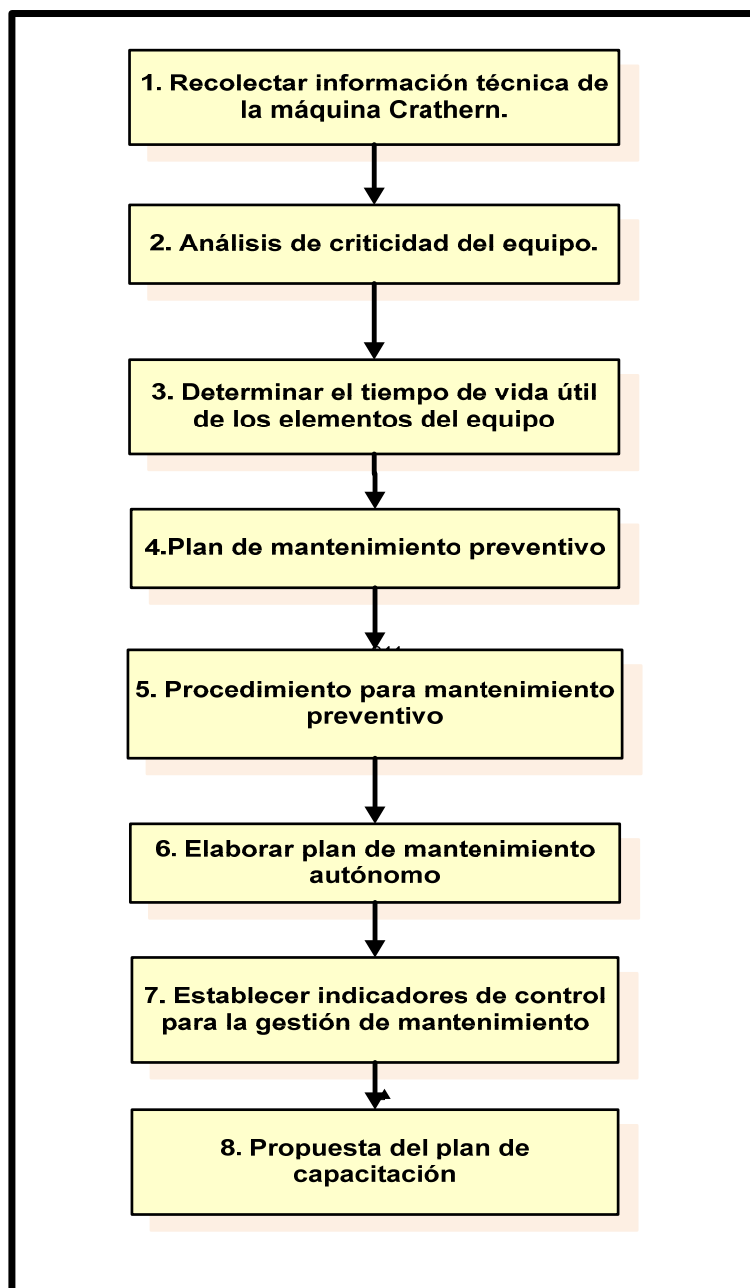 1. Recolectar información técnica de
la máquina Crathern.
2. Análisis de criticidad del equipo.
3. Determinar el tiempo de vida útil
de los elementos del equipo
4.Plan de mantenimiento preventivo
5. Procedimiento para mantenimiento
preventivo
6. Elaborar plan de mantenimiento
autónomo
7. Establecer indicadores de control
para la gestión de mantenimiento
8. Propuesta del plan de
capacitación